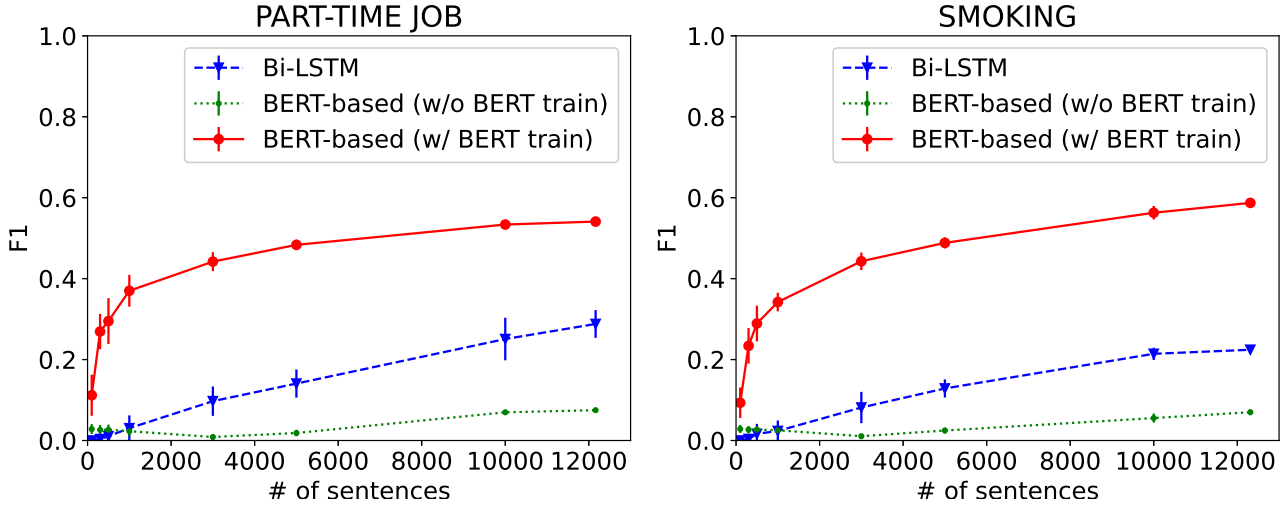 PART-TIME JOB
1.0
0.8
0.6
0.4
0.2
0.0
F1
Bi-LSTM
BERT-based (w/o BERT train)
BERT-based (w/ BERT train)
0 2000 4000 6000 8000 10000 12000
# of sentences
SMOKING
1.0
0.8
0.6
0.4
0.2
0.0
F1
Bi-LSTM
BERT-based (w/o BERT train)
BERT-based (w/ BERT train)
0 2000 4000 6000 8000 10000 12000
# of sentences